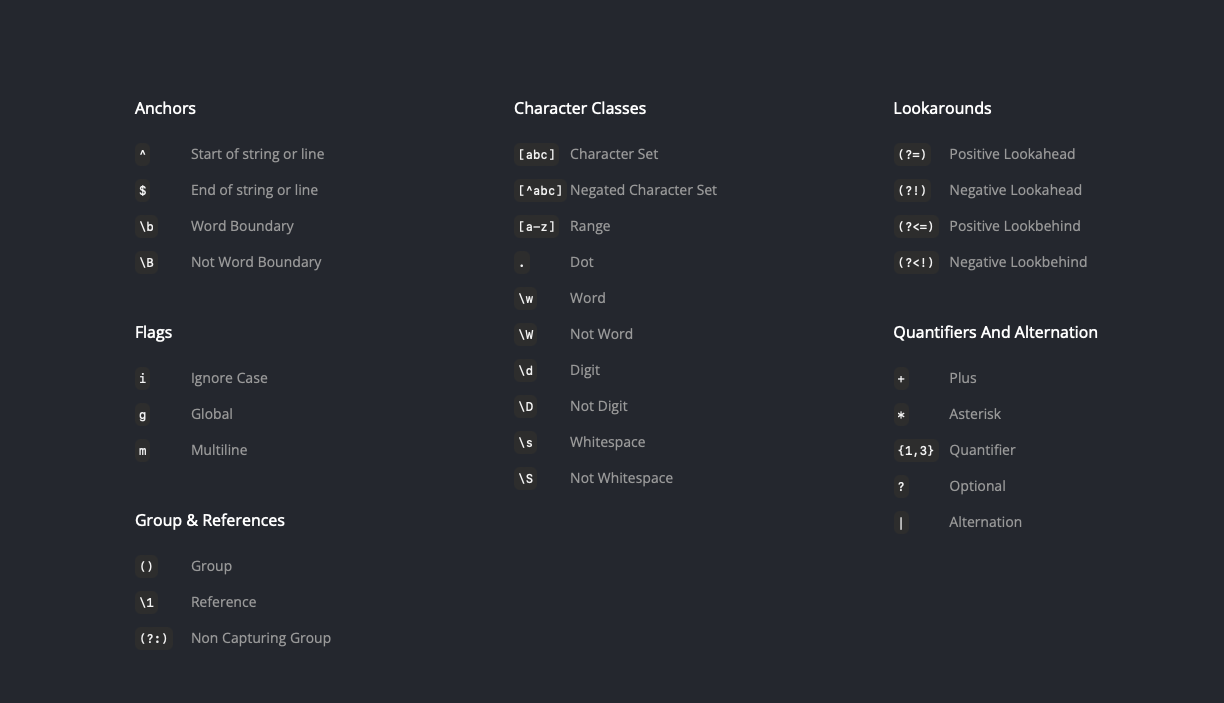 Anchors
^ Start of string or line
$ End of string or line
\b Word Boundary
\B Not Word Boundary
Flags
i Ignore Case
g Global
m Multiline
Group & References
() Group
\1 Reference
(?:) Non Capturing Group
Character Classes
[abc] Character Set
[^abc] Negated Character Set
[a-z] Range
. Dot
\w Word
\W Not Word
\d Digit
\D Not Digit
\s Whitespace
\S Not Whitespace
Lookarounds
(?=) Positive Lookahead
(?!) Negative Lookahead
(?<=) Positive Lookbehind
(?<!) Negative Lookbehind
Quantifiers And Alternation
+ Plus
* Asterisk
{1,3} Quantifier
? Optional
| Alternation